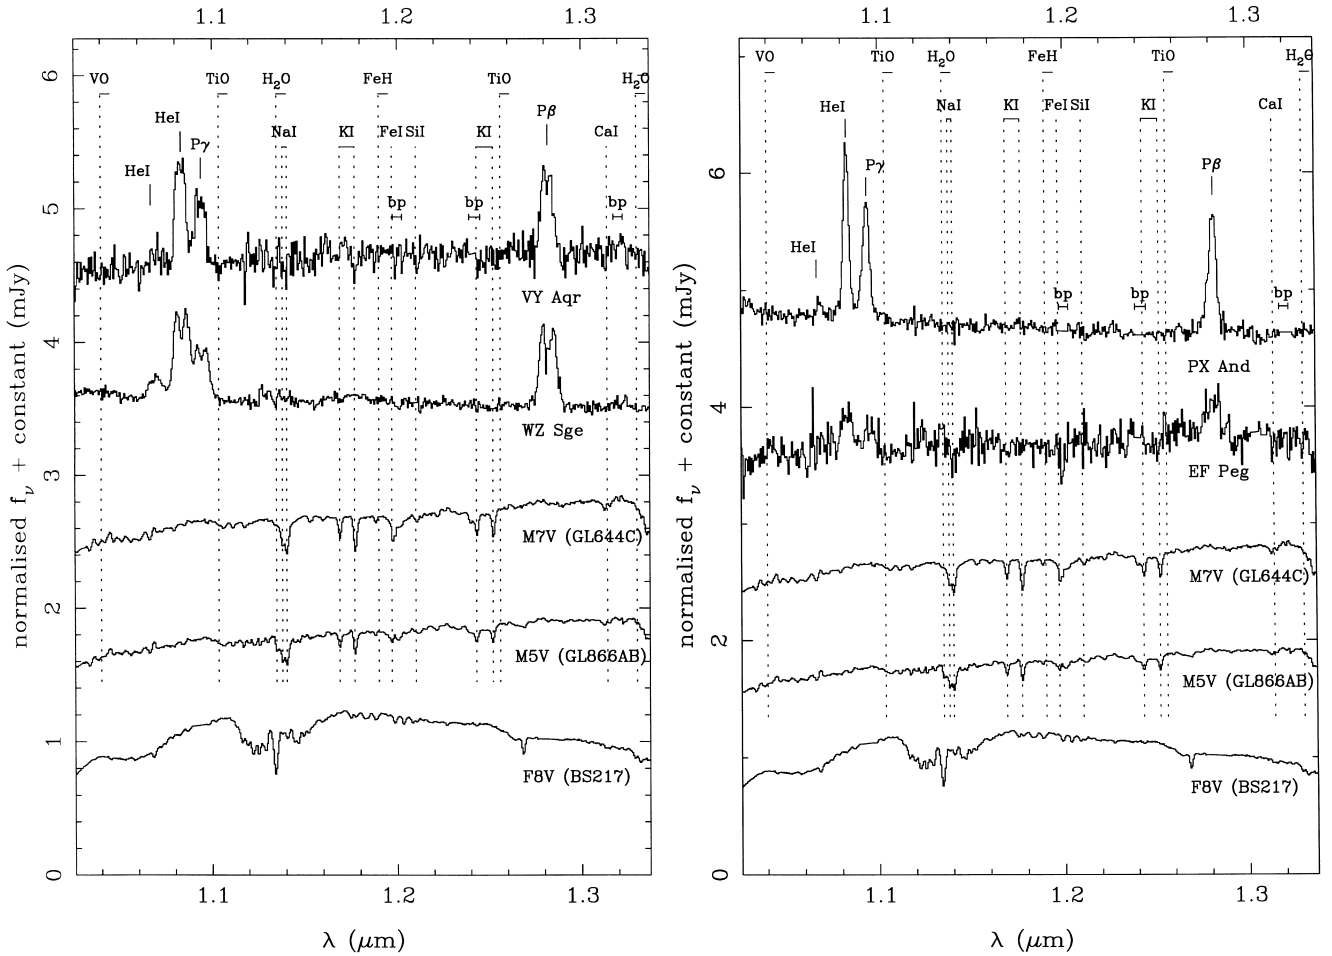 1.1 1.2 1.3
6
VO TiO H2O FeH TiO H2O
HeI NaI KI FeI SiI KI Pβ CaI
HeI Pγ
bp bp bp
5
VY Aqr
4
WZ Sge
3
M7V (GL644C)
2
M5V (GL866AB)
1
F8V (BS217)
0
1.1 1.2 1.3
λ (μm)
normalised fν + constant (mJy)
1.1 1.2 1.3
VO TiO H2O FeH TiO H2O
HeI NaI KI FeI SiI KI CaI
6
Pγ Pβ
HeI
bp bp bp
PX And
4
EF Peg
M7V (GL644C)
2
M5V (GL866AB)
F8V (BS217)
0
1.1 1.2 1.3
λ (μm)
normalised fν + constant (mJy)